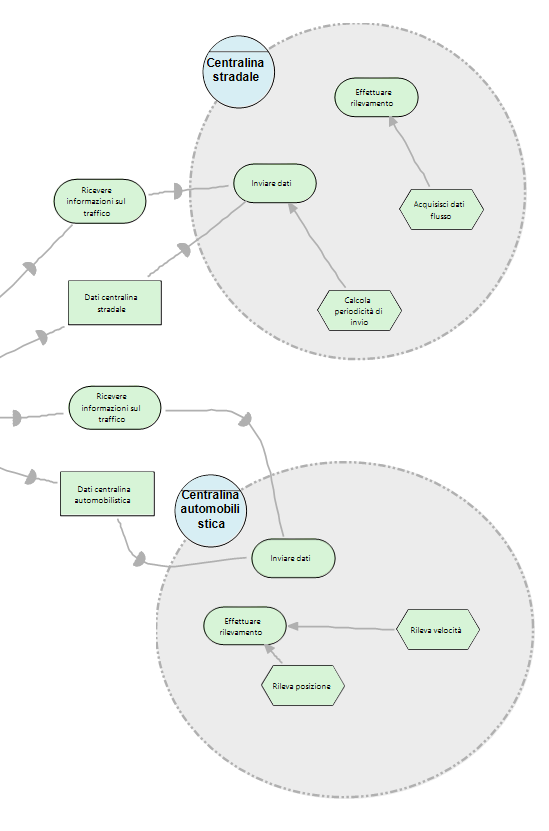 Centralina
stradale
Effettuare
rilevamento
Ricevere
informazioni sul
traffico
Inviare dati
Acquisisci dati
flusso
Dati centralina
stradale
Calcola
periodicità di
invio
Ricevere
informazioni sul
traffico
Dati centralina
automobilistica
Centralina
automobili
stica
Inviare dati
Effettuare
rilevamento
Rileva velocità
Rileva posizione